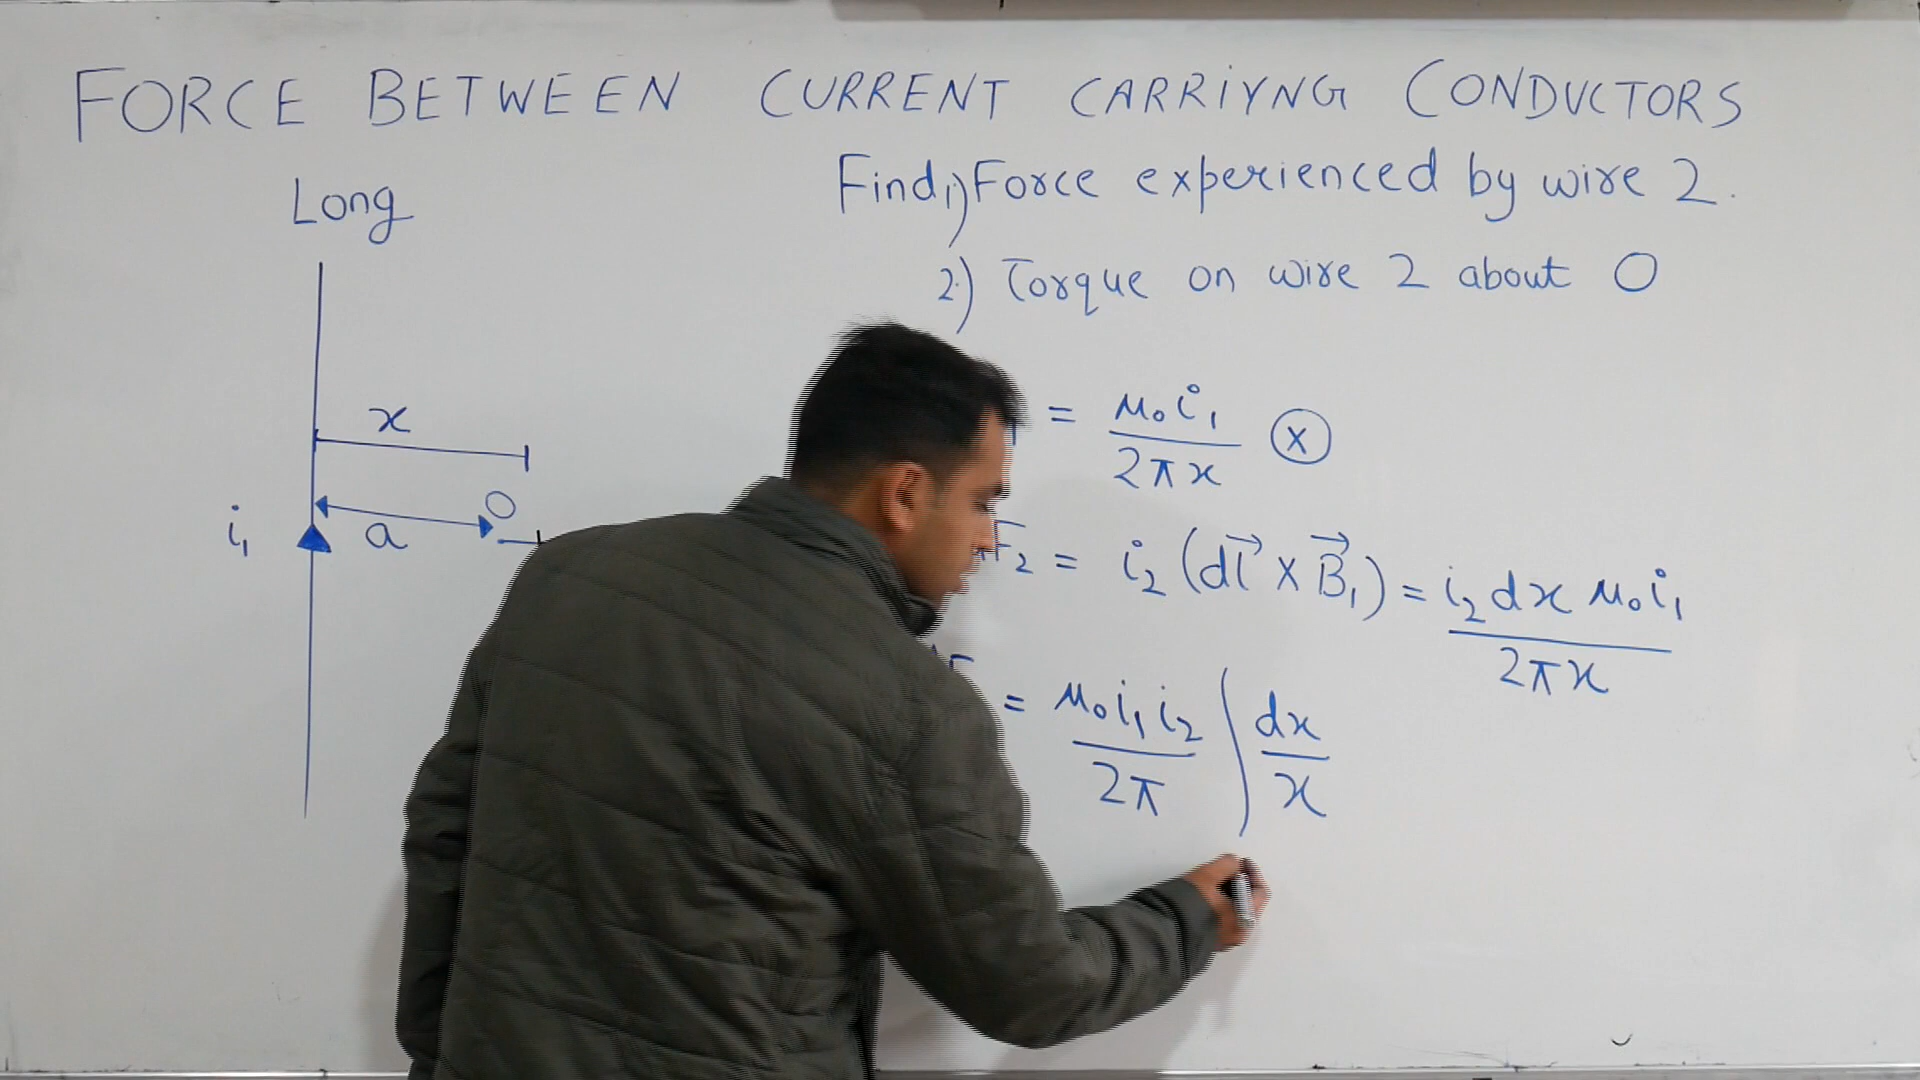 FORCE BETWEEN CURRENT CARRIYNG CONDUCTORS
Find 1) Force experienced by wire 2.
Long
2) Torque on wire 2 about O
x
= μ₀i₁ / 2πx ⊗
O
a
i₁
F₂ = i₂ (dl⃗ × B⃗₁) = i₂ dx μ₀i₁ / 2πx
= μ₀i₁i₂ / 2π ∫ dx / x